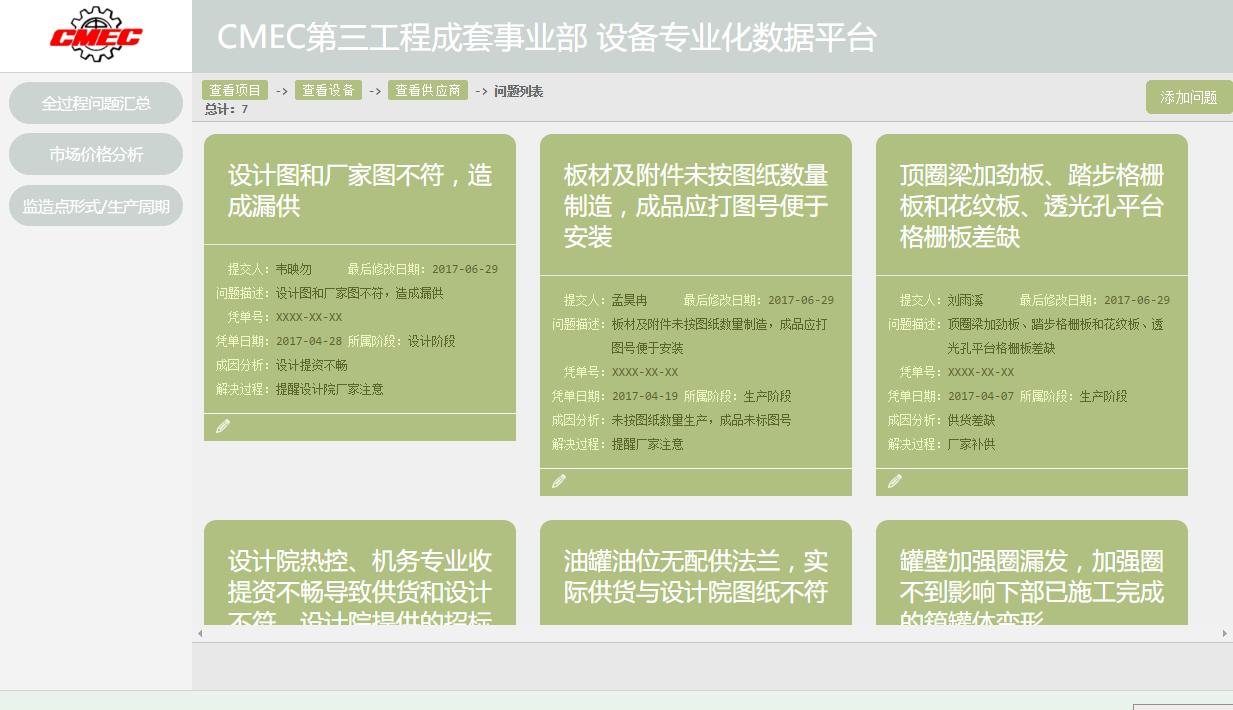 CMEC
CMEC第三工程成套事业部 设备专业化数据平台
全过程问题汇总
市场价格分析
监造点形式/生产周期
查看项目 -> 查看设备 -> 查看供应商 -> 问题列表
总计：7
添加问题
设计图和厂家图不符，造
成漏供
提交人：韦映勿 最后修改日期：2017-06-29
问题描述：设计图和厂家图不符，造成漏供
凭单号：XXXX-XX-XX
凭单日期：2017-04-28 所属阶段：设计阶段
成因分析：设计提资不畅
解决过程：提醒设计院厂家注意
板材及附件未按图纸数量
制造，成品应打图号便于
安装
提交人：孟昊冉 最后修改日期：2017-06-29
问题描述：板材及附件未按图纸数量制造，成品应打
图号便于安装
凭单号：XXXX-XX-XX
凭单日期：2017-04-19 所属阶段：生产阶段
成因分析：未按图纸数量生产，成品未标图号
解决过程：提醒厂家注意
顶圈梁加劲板、踏步格栅
板和花纹板、透光孔平台
格栅板差缺
提交人：刘雨溪 最后修改日期：2017-06-29
问题描述：顶圈梁加劲板、踏步格栅板和花纹板、透
光孔平台格栅板差缺
凭单号：XXXX-XX-XX
凭单日期：2017-04-07 所属阶段：生产阶段
成因分析：供货差缺
解决过程：厂家补供
设计院热控、机务专业收
提资不畅导致供货和设计
不符，设计院提供的招标
油罐油位无配供法兰，实
际供货与设计院图纸不符
罐壁加强圈漏发，加强圈
不到影响下部已施工完成
的箱罐体变形